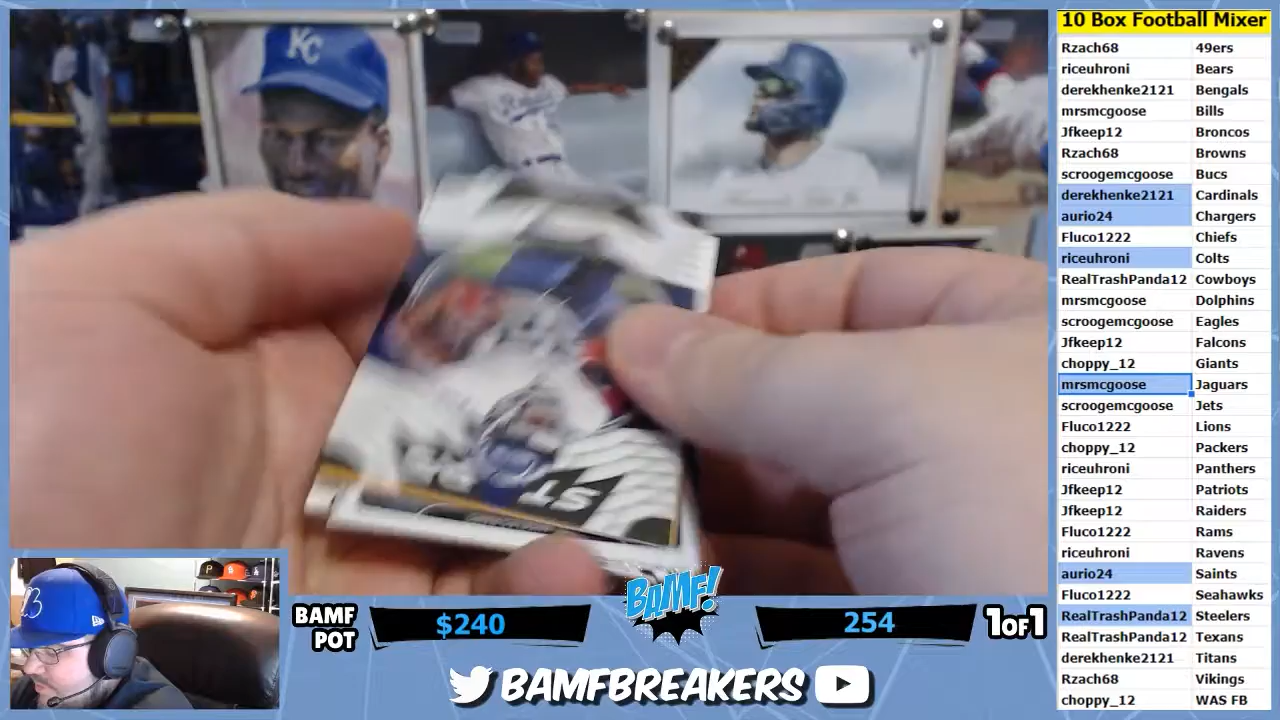 10 Box Football Mixer
Rzach68 49ers
riceuhroni Bears
derekhenke2121 Bengals
mrsmcgoose Bills
Jfkeep12 Broncos
Rzach68 Browns
scroogemcgoose Bucs
derekhenke2121 Cardinals
aurio24 Chargers
Fluco1222 Chiefs
riceuhroni Colts
RealTrashPanda12 Cowboys
mrsmcgoose Dolphins
scroogemcgoose Eagles
Jfkeep12 Falcons
choppy_12 Giants
mrsmcgoose Jaguars
scroogemcgoose Jets
Fluco1222 Lions
choppy_12 Packers
riceuhroni Panthers
Jfkeep12 Patriots
Jfkeep12 Raiders
Fluco1222 Rams
riceuhroni Ravens
aurio24 Saints
Fluco1222 Seahawks
RealTrashPanda12 Steelers
RealTrashPanda12 Texans
derekhenke2121 Titans
Rzach68 Vikings
choppy_12 WAS FB
KC
ST
BAMF POT $240
BAMF!
254 1OF1
BAMFBREAKERS